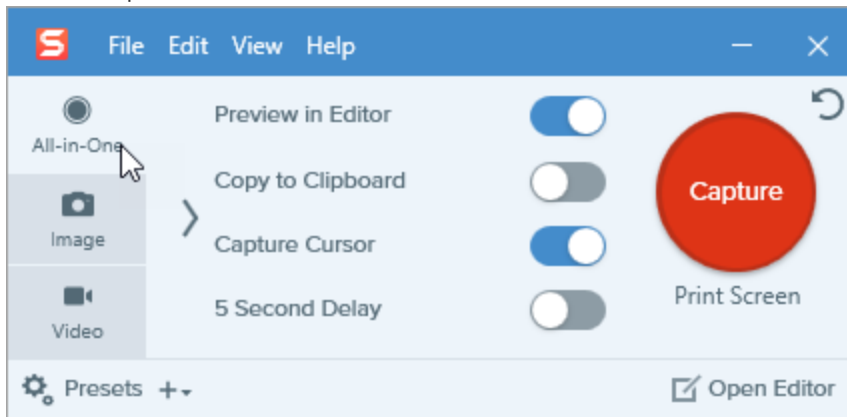 S File Edit View Help
Preview in Editor
All-in-One
Copy to Clipboard
Capture
Image
Capture Cursor
5 Second Delay
Print Screen
Video
Presets
Open Editor